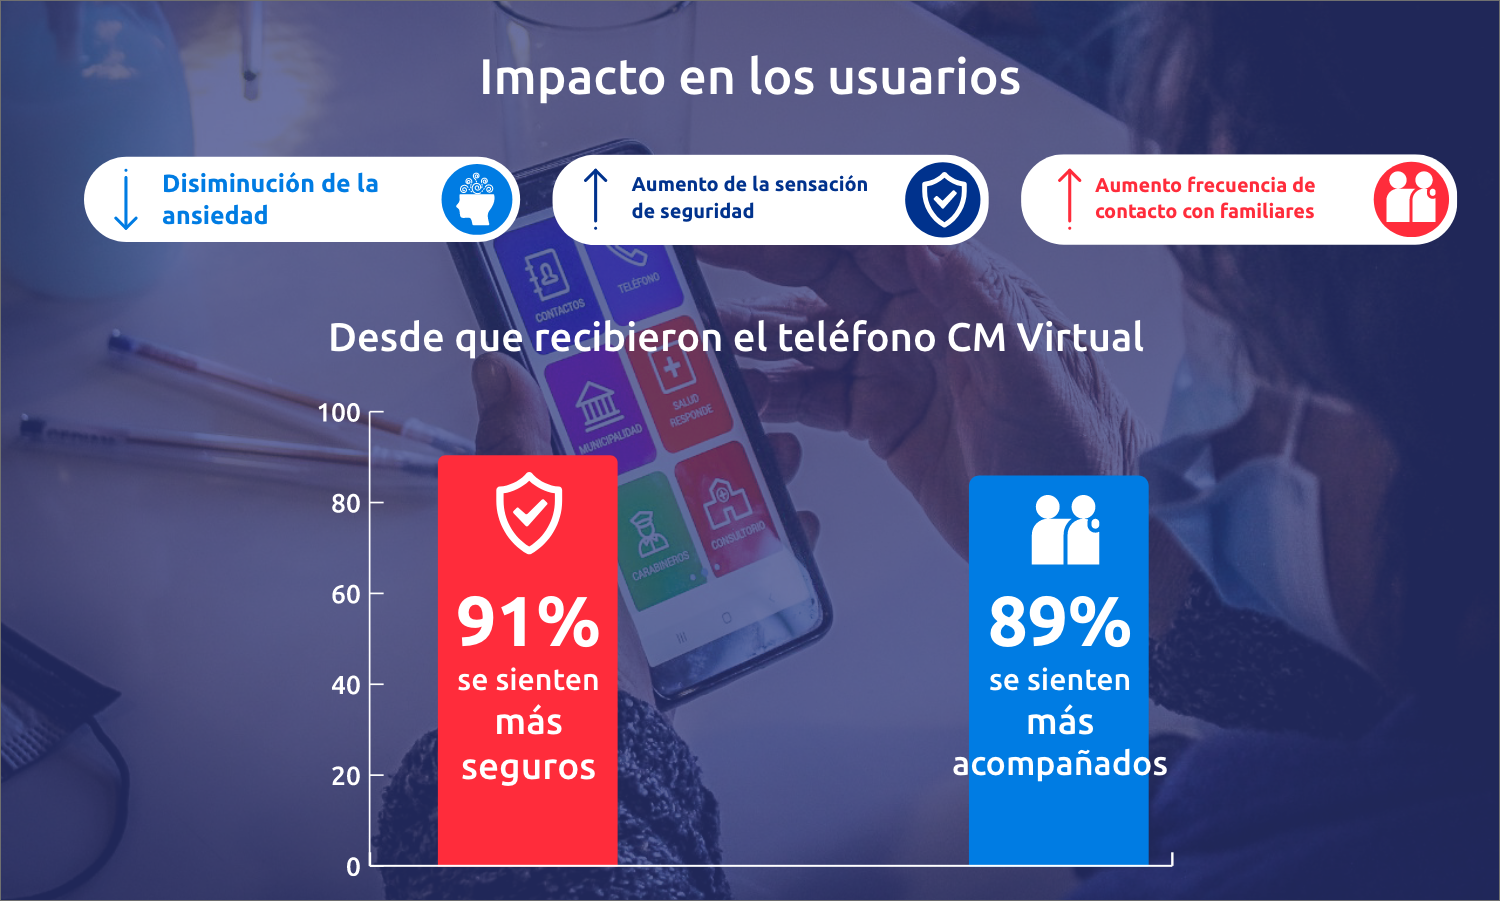 Impacto en los usuarios
Disiminución de la
ansiedad
Aumento de la sensación
de seguridad
Aumento frecuencia de
contacto con familiares
CONTACTOS
TELÉFONO
Desde que recibieron el teléfono CM Virtual
MUNICIPALIDAD
SALUD
RESPONDE
CARABINEROS
CONSULTORIO
100
80
60
40
20
0
91%
se sienten
más
seguros
89%
se sienten
más
acompañados